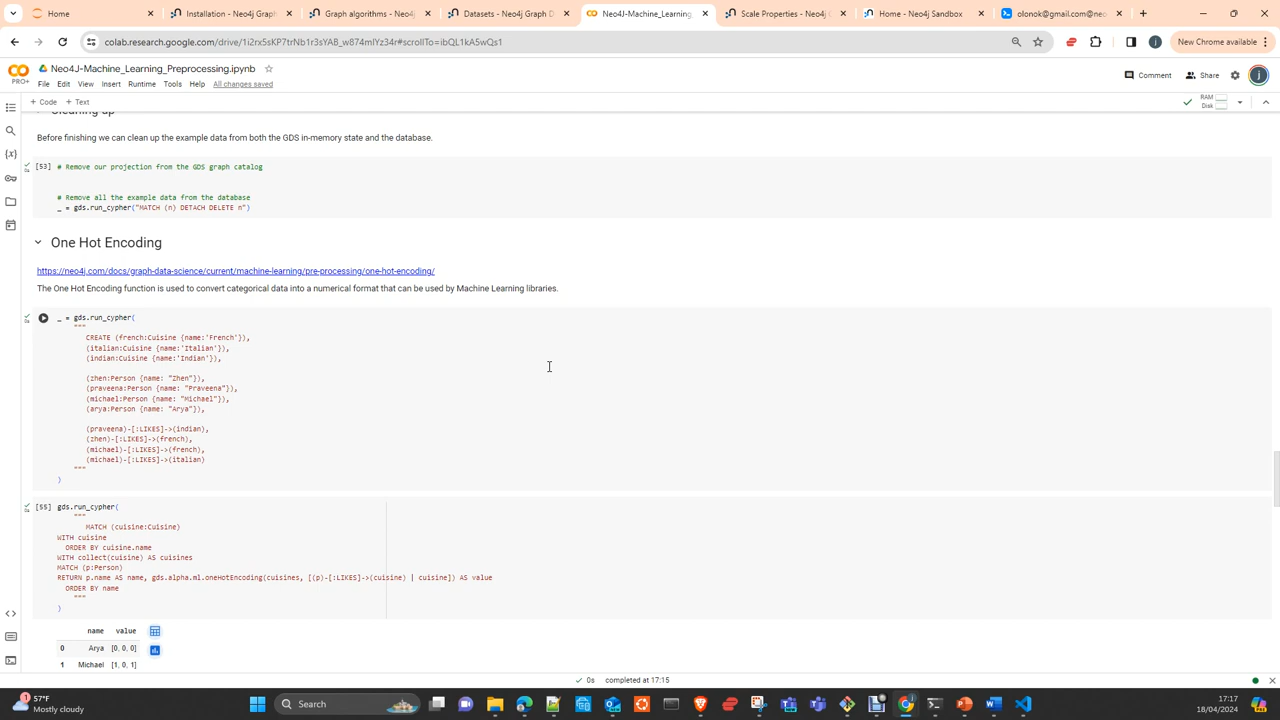 Home
Installation - Neo4j Graph
Graph algorithms - Neo4j
Datasets - Neo4j Graph D
Neo4J-Machine_Learning_
Scale Properties - Neo4j G
Home - Neo4j Sandbox
olonok@gmail.com@neo
colab.research.google.com/drive/1i2rx5sKP7trNb1r3sYAB_w874mIYz34r#scrollTo=ibQL1kA5wQs1
New Chrome available
Neo4J-Machine_Learning_Preprocessing.ipynb
PRO+
File Edit View Insert Runtime Tools Help All changes saved
Comment Share j
+ Code + Text
RAM
Disk
Cleaning up
Before finishing we can clean up the example data from both the GDS in-memory state and the database.
[53] # Remove our projection from the GDS graph catalog
# Remove all the example data from the database
_ = gds.run_cypher("MATCH (n) DETACH DELETE n")
One Hot Encoding
https://neo4j.com/docs/graph-data-science/current/machine-learning/pre-processing/one-hot-encoding/
The One Hot Encoding function is used to convert categorical data into a numerical format that can be used by Machine Learning libraries.
_ = gds.run_cypher(
"""
CREATE (french:Cuisine {name:'French'}),
(italian:Cuisine {name:'Italian'}),
(indian:Cuisine {name:'Indian'}),
(zhen:Person {name: "Zhen"}),
(praveena:Person {name: "Praveena"}),
(michael:Person {name: "Michael"}),
(arya:Person {name: "Arya"}),
(praveena)-[:LIKES]->(indian),
(zhen)-[:LIKES]->(french),
(michael)-[:LIKES]->(french),
(michael)-[:LIKES]->(italian)
"""
)
[55] gds.run_cypher(
"""
MATCH (cuisine:Cuisine)
WITH cuisine
ORDER BY cuisine.name
WITH collect(cuisine) AS cuisines
MATCH (p:Person)
RETURN p.name AS name, gds.alpha.ml.oneHotEncoding(cuisines, [(p)-[:LIKES]->(cuisine) | cuisine]) AS value
ORDER BY name
"""
)
name value
0 Arya [0, 0, 0]
1 Michael [1, 0, 1]
0s completed at 17:15
57°F
Mostly cloudy
Search
17:17
18/04/2024